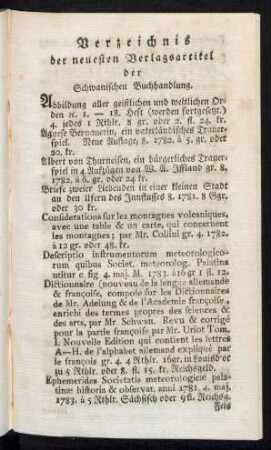 Verzeichnis
der neuesten Verlagsartikel
der
Schwanischen Buchhandlung.
Abbildung aller geistlichen und weltlichen Or-
den ꝛc. 1. — 18. Heft (werden fortgesetzt.)
4. jedes 1 Rthlr. 8 gr. oder 2. fl. 24 kr.
Agnese Bernauerin, ein vaterländisches Trauer-
spiel. Neue Auflage, 8. 1782. à 5. gr. oder
20. kr.
Albert von Thurneisen, ein bürgerliches Trauer-
spiel in 4 Aufzügen von W. A. Iffland gr. 8.
1782. à 6. gr. oder 24 kr.
Briefe zweier Liebenden in einer kleinen Stadt
an den Ufern des Innflusses 8. 1781. 8 Ggr.
oder 30 kr.
Considerations sur les montagnes volcaniques,
avec une table & un carte, qui concernent
les montagnes; par Mr. Colini gr. 4. 1782.
à 12 gr. oder 48 kr.
Descriptio instrumentorum meteorologico-
rum quibus Societ. meteorolog. Palatina
utitur c. fig 4. maj. M. 1783. à 16 gr 1 fl. 12.
Dictionnaire (nouveau de la langue allemande
& françoise, composé sur les Dictionnaires
de Mr. Adelung & de l'Academie françoise,
enrichi des termes propres des sciences &
des arts, par Mr. Schwan. Revu & corrigé
pour la partie françoise par Mr. Uriot Tom.
I. Nouvelle Edition qui contient les lettres
A—H. de l'alphabet allemand expliqué par
le françois gr. 4. 4 Rthlr. 16gr. in Louisd'or
zu 5 Rthlr. oder 8. fl. 15. kr. Reichsgeld.
Ephemerides Societatis meteorologicæ pala-
tinæ historia & observat. anni 1781. 4. maj.
1783. à 5 Rthlr. Sächsisch oder 9fl. Reichsg.
Fels